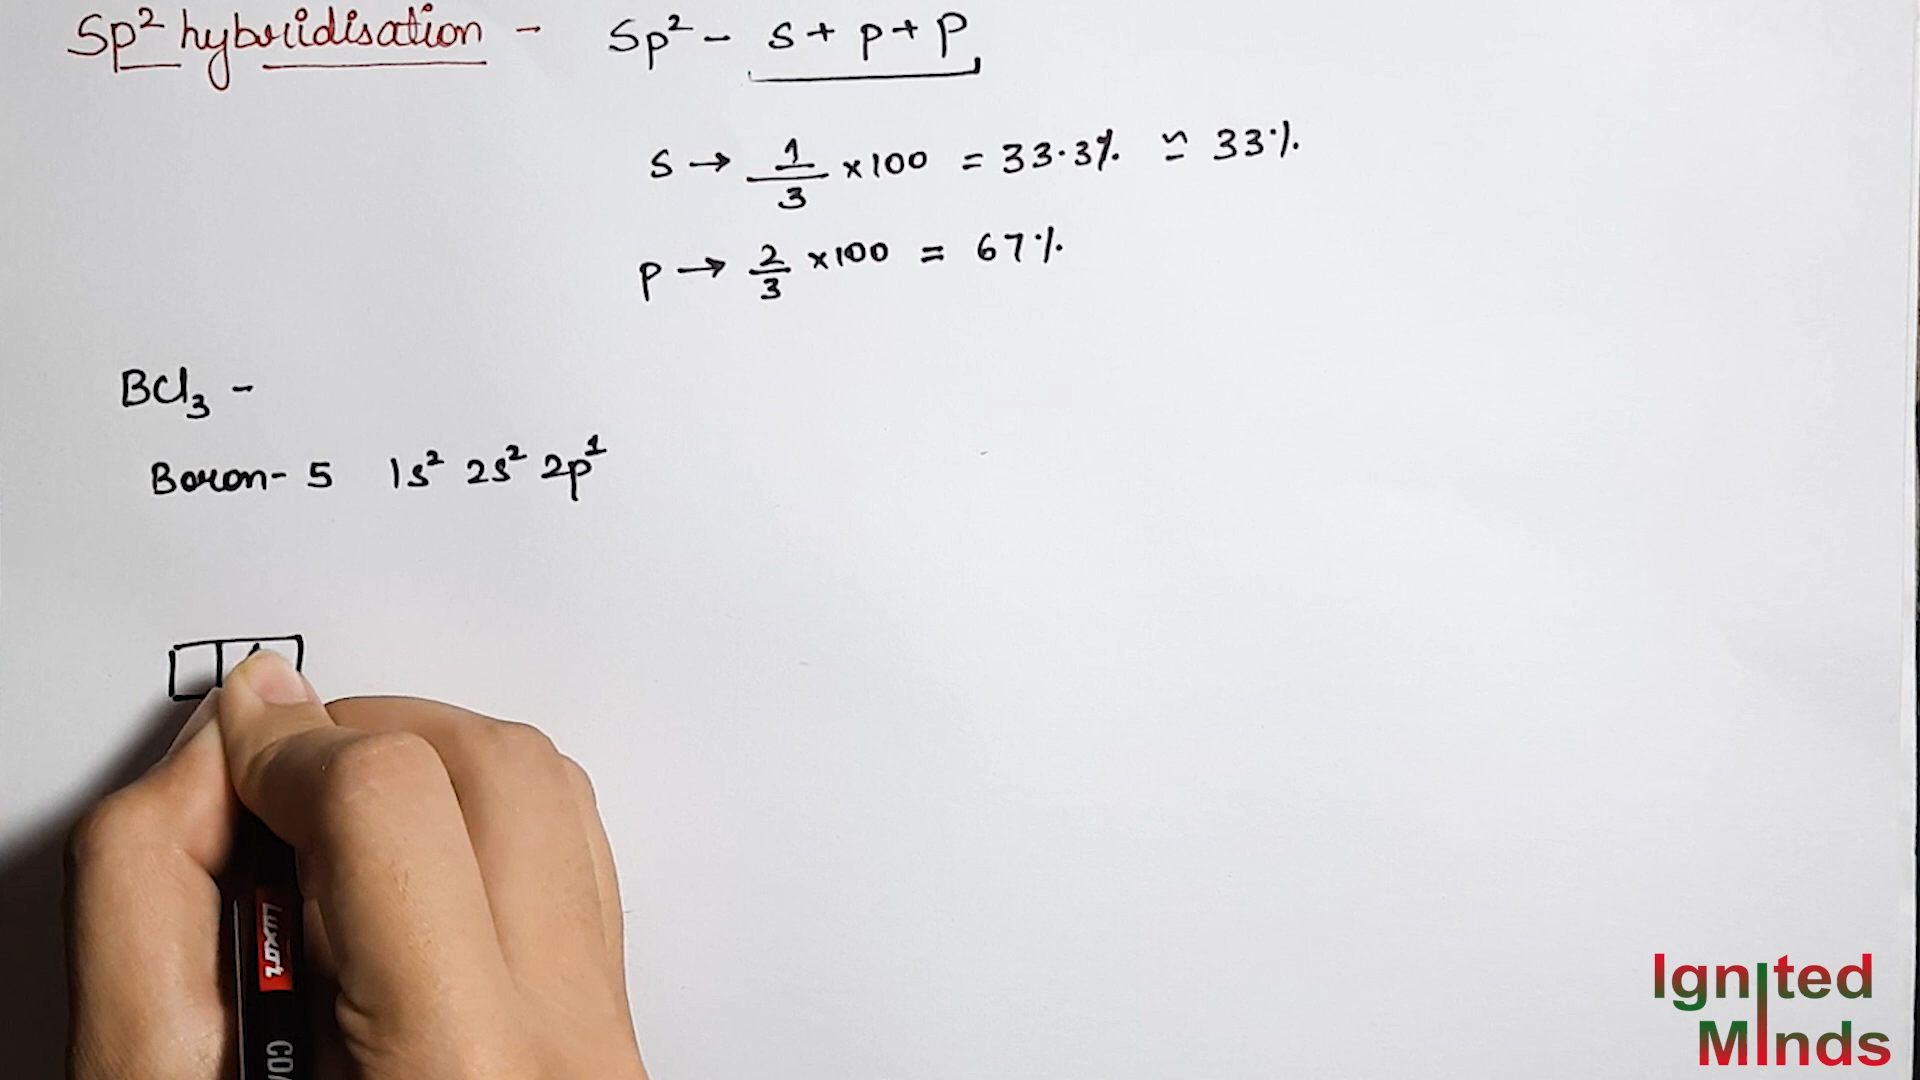 Sp² hybridisation - Sp² - s + p + p
s → 1/3 ×100 = 33.3% ≃ 33%
p → 2/3 ×100 = 67%
BCl₃ -
Boron - 5 1s² 2s² 2p¹
Luxor
Ignited
Minds